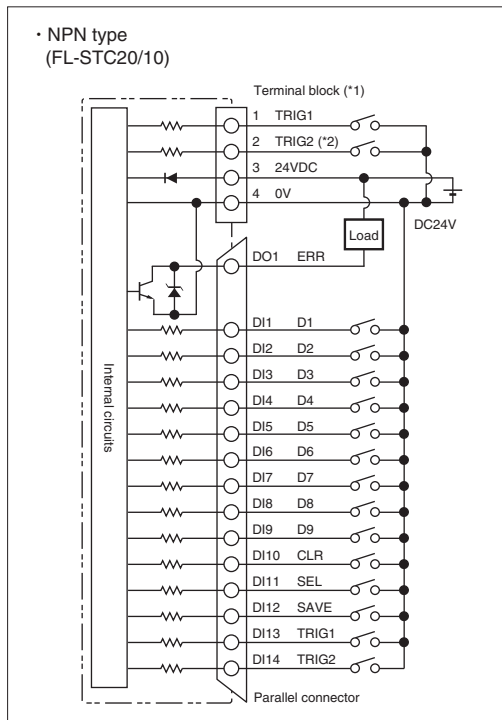 ・NPN type
(FL-STC20/10)
Terminal block (*1)
1 TRIG1
2 TRIG2 (*2)
3 24VDC
4 0V
DC24V
Load
DO1 ERR
DI1 D1
DI2 D2
DI3 D3
DI4 D4
DI5 D5
DI6 D6
DI7 D7
DI8 D8
DI9 D9
DI10 CLR
DI11 SEL
DI12 SAVE
DI13 TRIG1
DI14 TRIG2
Internal circuits
Parallel connector